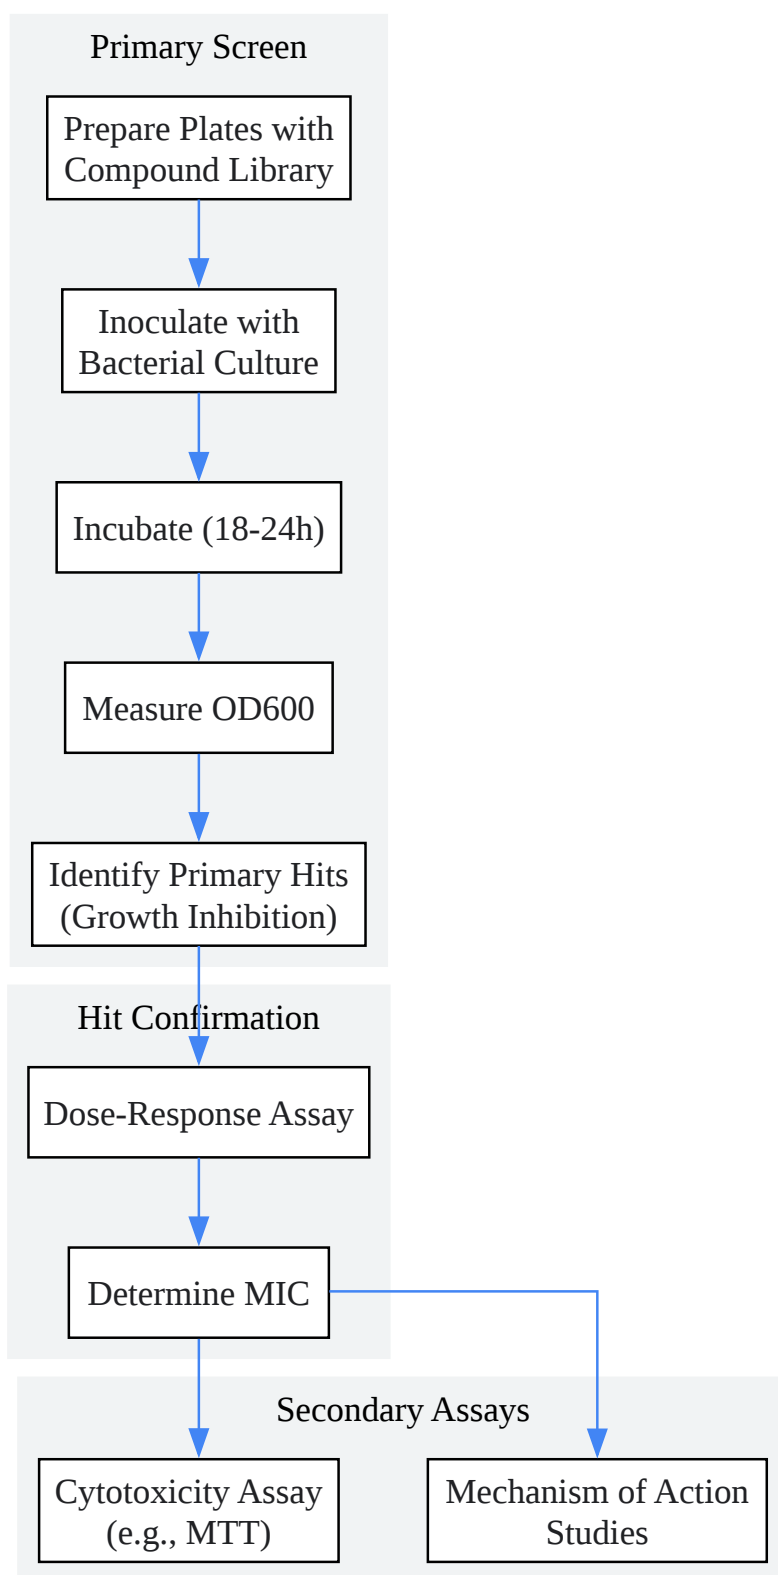 Primary Screen
Prepare Plates with
Compound Library
Inoculate with
Bacterial Culture
Incubate (18-24h)
Measure OD600
Identify Primary Hits
(Growth Inhibition)
Hit Confirmation
Dose-Response Assay
Determine MIC
Secondary Assays
Cytotoxicity Assay
(e.g., MTT)
Mechanism of Action
Studies